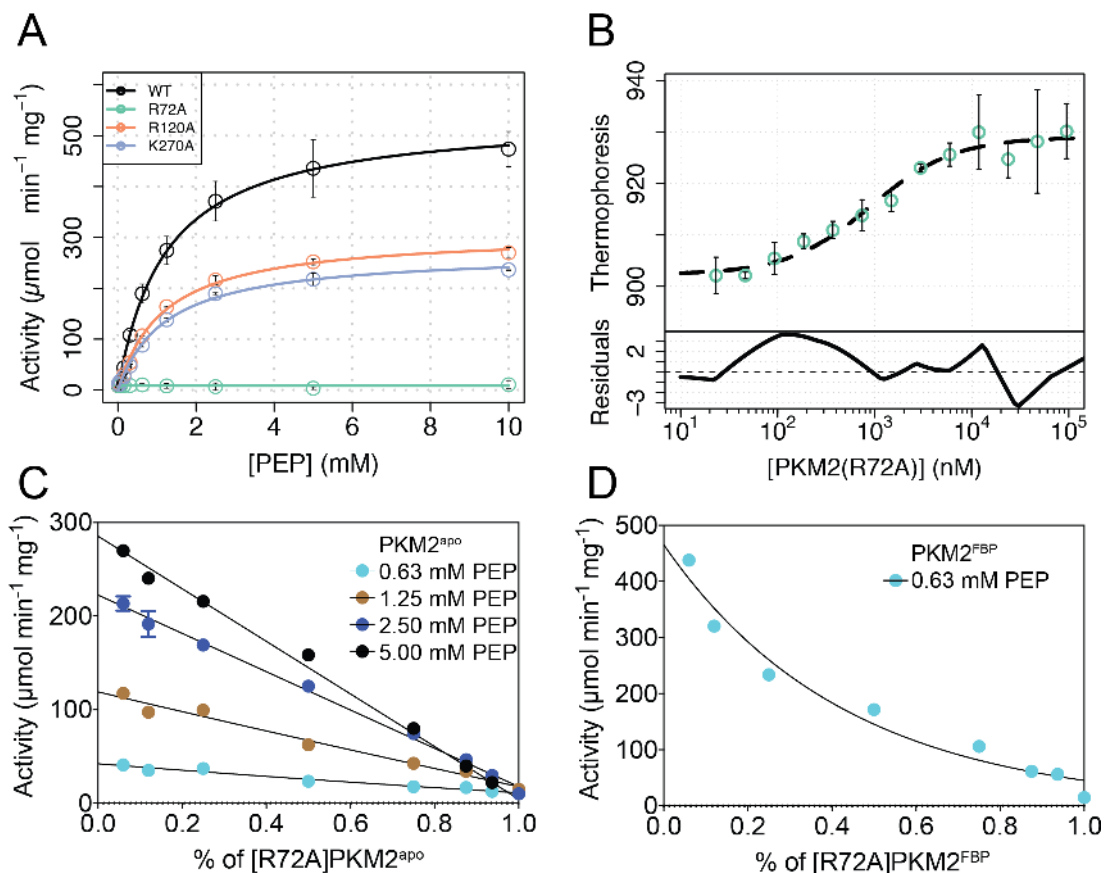 A
Activity (µmol min⁻¹ mg⁻¹)
500
300
100
0
WT
R72A
R120A
K270A
0 2 4 6 8 10
[PEP] (mM)
B
Thermophoresis
940
920
900
Residuals
2
−3
10¹ 10² 10³ 10⁴ 10⁵
[PKM2(R72A)] (nM)
C
Activity (µmol min⁻¹ mg⁻¹)
300
200
100
0
PKM2ᵃᵖᵒ
0.63 mM PEP
1.25 mM PEP
2.50 mM PEP
5.00 mM PEP
0.0 0.2 0.4 0.6 0.8 1.0
% of [R72A]PKM2ᵃᵖᵒ
D
Activity (µmol min⁻¹ mg⁻¹)
500
400
300
200
100
0
PKM2ᶠᴮᴾ
0.63 mM PEP
0.0 0.2 0.4 0.6 0.8 1.0
% of [R72A]PKM2ᶠᴮᴾ